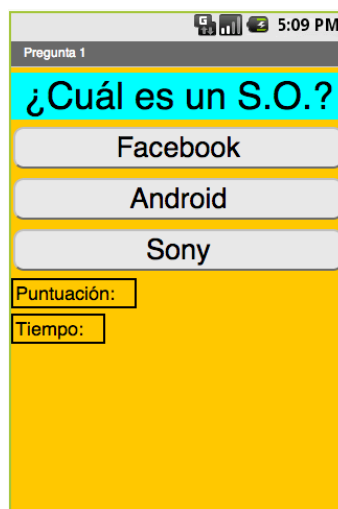 5:09 PM
Pregunta 1
¿Cuál es un S.O.?
Facebook
Android
Sony
Puntuación:
Tiempo: